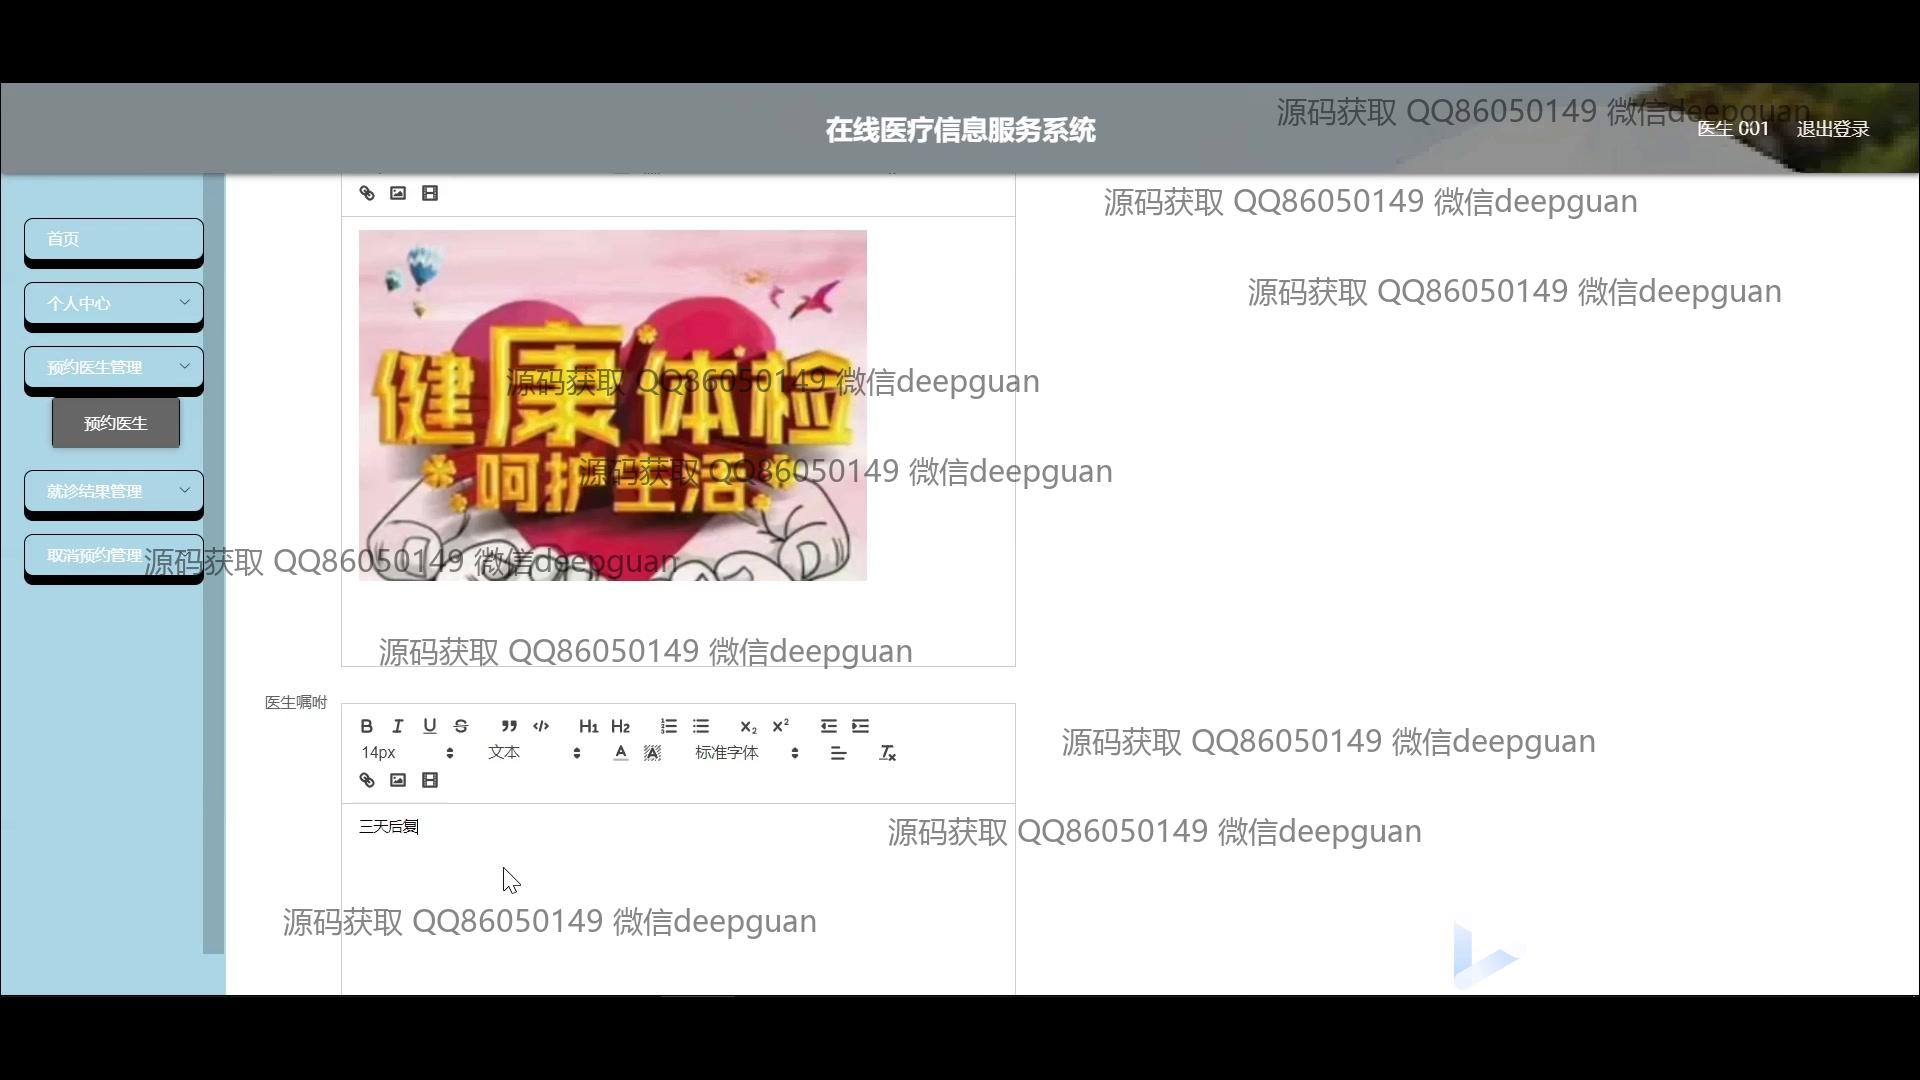 在线医疗信息服务系统
源码获取 QQ86050149 微信deepguan
医生 001 退出登录
源码获取 QQ86050149 微信deepguan
首页
源码获取 QQ86050149 微信deepguan
个人中心
预约医生管理
健康体检
源码获取 QQ86050149 微信deepguan
预约医生
呵护生活
源码获取 QQ86050149 微信deepguan
就诊结果管理
取消预约管理
源码获取 QQ86050149 微信deepguan
源码获取 QQ86050149 微信deepguan
医生嘱咐
B I U S H1 H2 X₂ X²
14px 文本 A A 标准字体 Tx
源码获取 QQ86050149 微信deepguan
三天后复
源码获取 QQ86050149 微信deepguan
源码获取 QQ86050149 微信deepguan